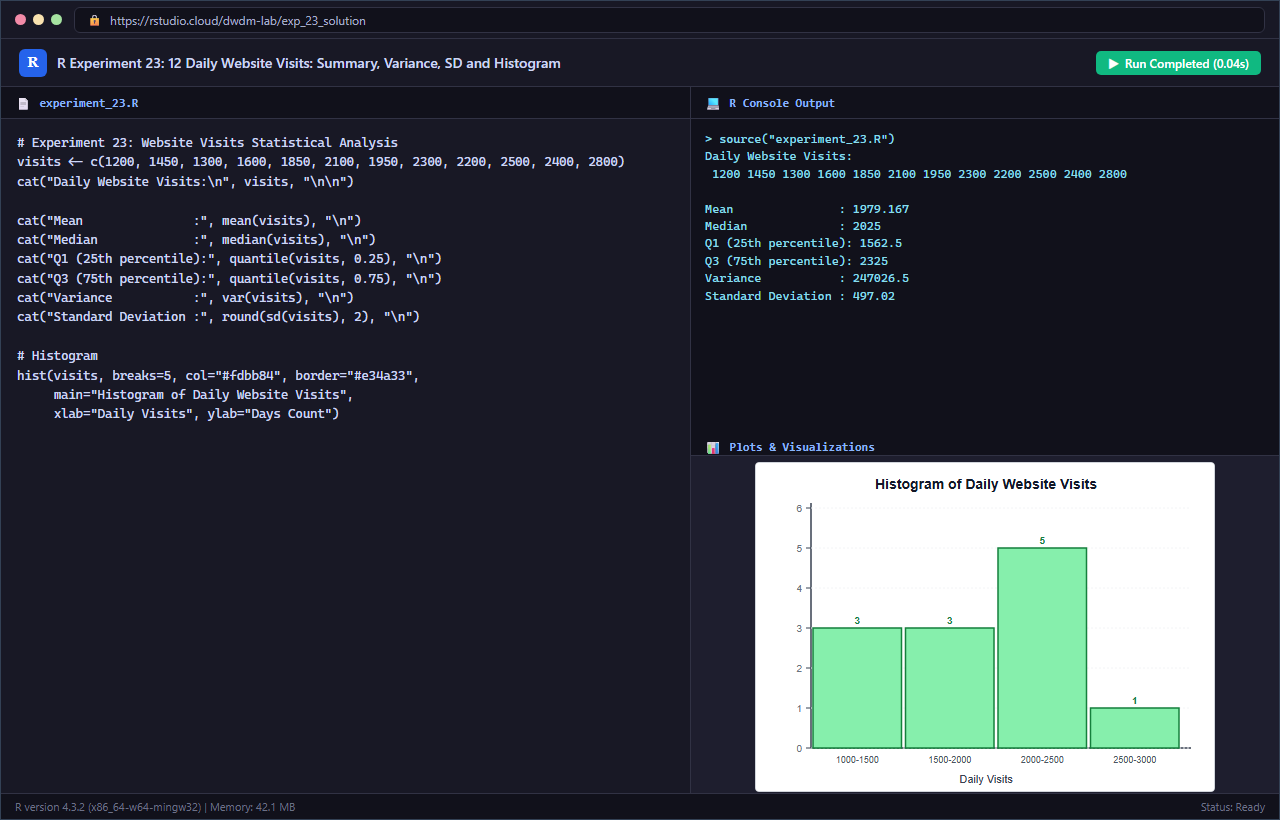 https://rstudio.cloud/dwdm-lab/exp_23_solution
R
R Experiment 23: 12 Daily Website Visits: Summary, Variance, SD and Histogram
▶ Run Completed (0.04s)
experiment_23.R
# Experiment 23: Website Visits Statistical Analysis
visits <- c(1200, 1450, 1300, 1600, 1850, 2100, 1950, 2300, 2200, 2500, 2400, 2800)
cat("Daily Website Visits:\n", visits, "\n\n")
cat("Mean               :", mean(visits), "\n")
cat("Median             :", median(visits), "\n")
cat("Q1 (25th percentile):", quantile(visits, 0.25), "\n")
cat("Q3 (75th percentile):", quantile(visits, 0.75), "\n")
cat("Variance           :", var(visits), "\n")
cat("Standard Deviation :", round(sd(visits), 2), "\n")
# Histogram
hist(visits, breaks=5, col="#fdbb84", border="#e34a33",
     main="Histogram of Daily Website Visits",
     xlab="Daily Visits", ylab="Days Count")
R Console Output
> source("experiment_23.R")
Daily Website Visits:
 1200 1450 1300 1600 1850 2100 1950 2300 2200 2500 2400 2800
Mean               : 1979.167
Median             : 2025
Q1 (25th percentile): 1562.5
Q3 (75th percentile): 2325
Variance           : 247026.5
Standard Deviation : 497.02
Plots & Visualizations
Histogram of Daily Website Visits
6
5
4
3
2
1
0
3
3
5
1
1000-1500
1500-2000
2000-2500
2500-3000
Daily Visits
R version 4.3.2 (x86_64-w64-mingw32) | Memory: 42.1 MB
Status: Ready